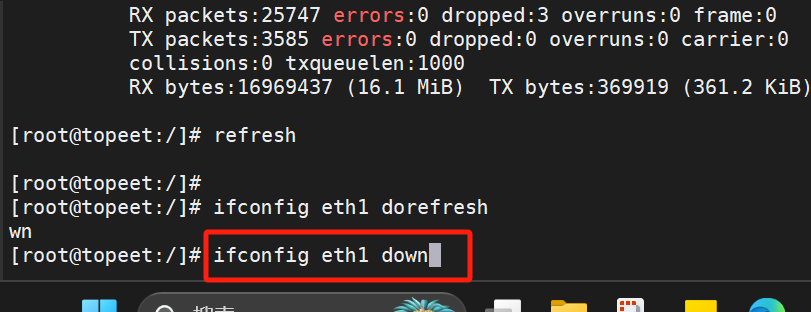 RX packets:25747 errors:0 dropped:3 overruns:0 frame:0
TX packets:3585 errors:0 dropped:0 overruns:0 carrier:0
collisions:0 txqueuelen:1000
RX bytes:16969437 (16.1 MiB)  TX bytes:369919 (361.2 KiB)
[root@topeet:/]# refresh
[root@topeet:/]#
[root@topeet:/]# ifconfig eth1 dorefresh
wn
[root@topeet:/]# ifconfig eth1 down